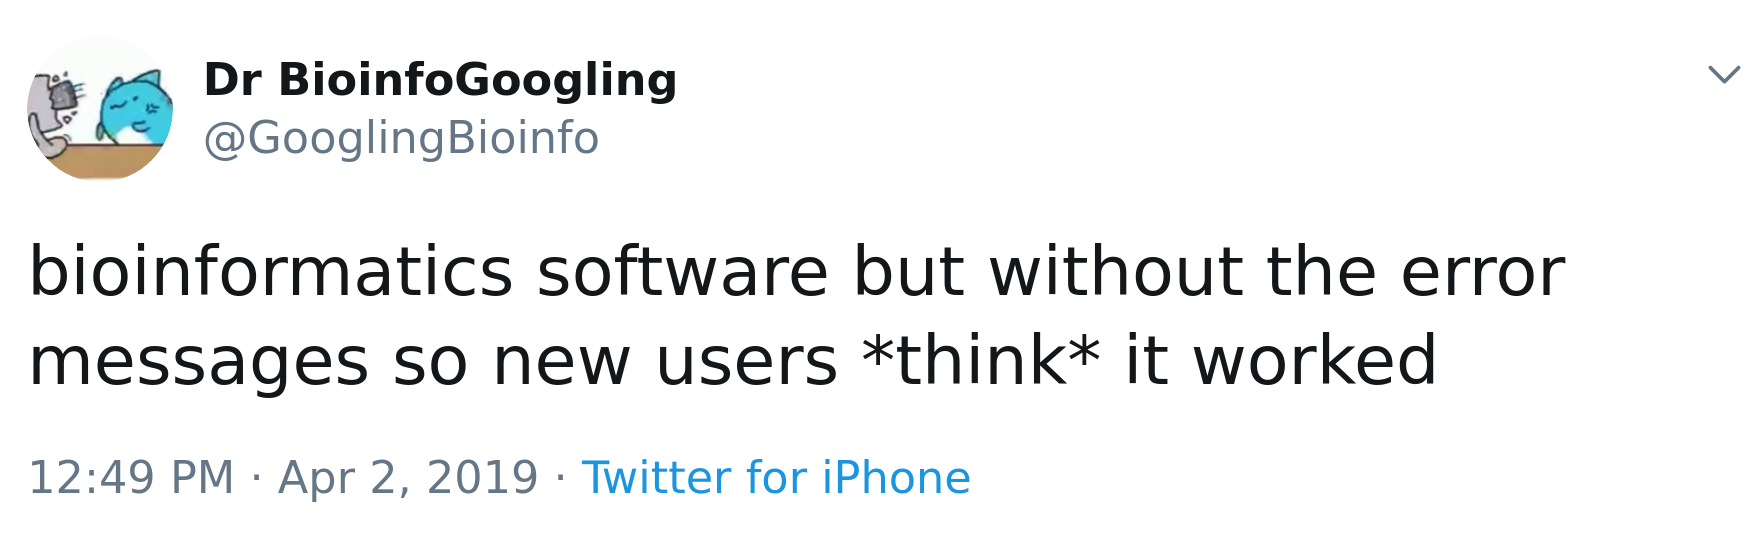 Dr BioinfoGoogling
@GooglingBioinfo
bioinformatics software but without the error
messages so new users *think* it worked
12:49 PM · Apr 2, 2019 · Twitter for iPhone